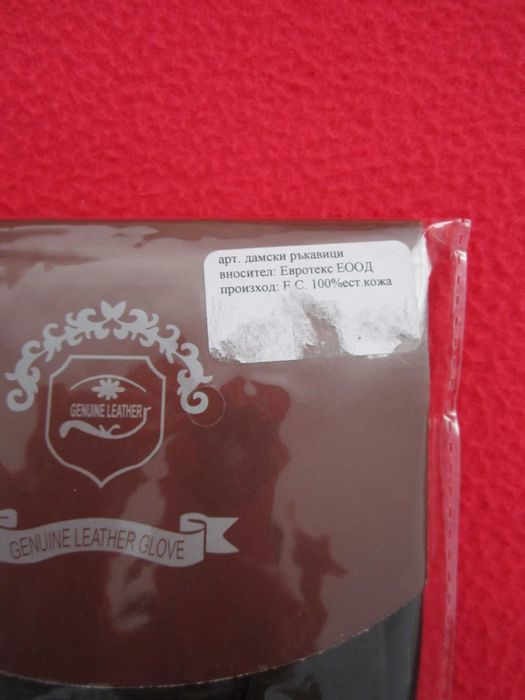 арт. дамски ръкавици
вносител: Евротекс ЕООД
произход: Е.С. 100%ест.кожа
GENUINE LEATHER
GENUINE LEATHER GLOVE